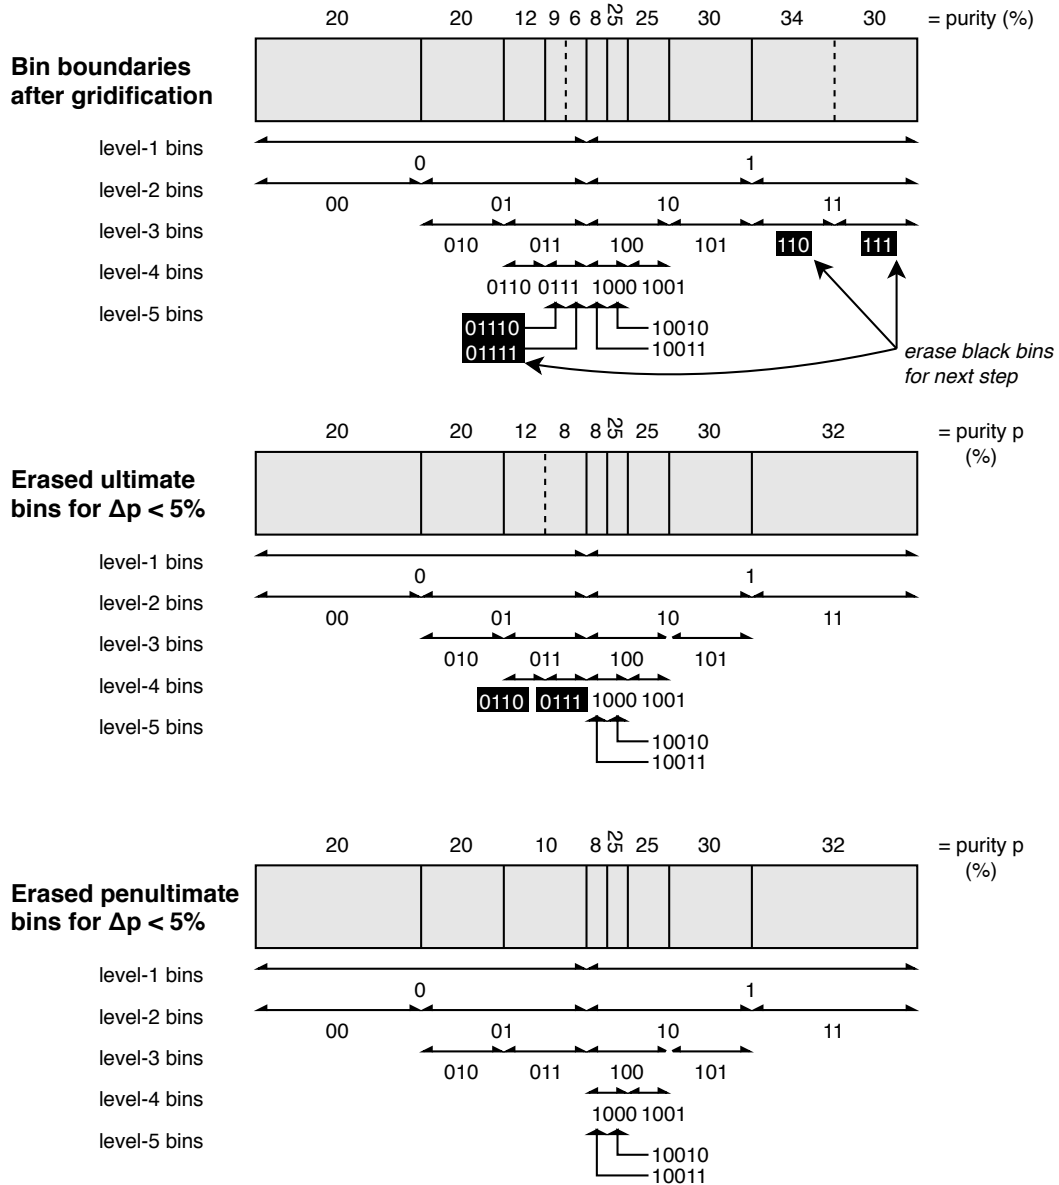 20 20 12 9 6 8 25 25 30 34 30 = purity (%)
Bin boundaries
after gridification
level-1 bins
0 1
level-2 bins
00 01 10 11
level-3 bins
010 011 100 101 110 111
level-4 bins
0110 0111 1000 1001
level-5 bins
01110 10010
01111 10011
erase black bins
for next step
20 20 12 8 8 25 25 30 32 = purity p
(%)
Erased ultimate
bins for Δp < 5%
level-1 bins
0 1
level-2 bins
00 01 10 11
level-3 bins
010 011 100 101
level-4 bins
0110 0111 1000 1001
level-5 bins
10010
10011
20 20 10 8 25 25 30 32 = purity p
(%)
Erased penultimate
bins for Δp < 5%
level-1 bins
0 1
level-2 bins
00 01 10 11
level-3 bins
010 011 100 101
level-4 bins
1000 1001
level-5 bins
10010
10011